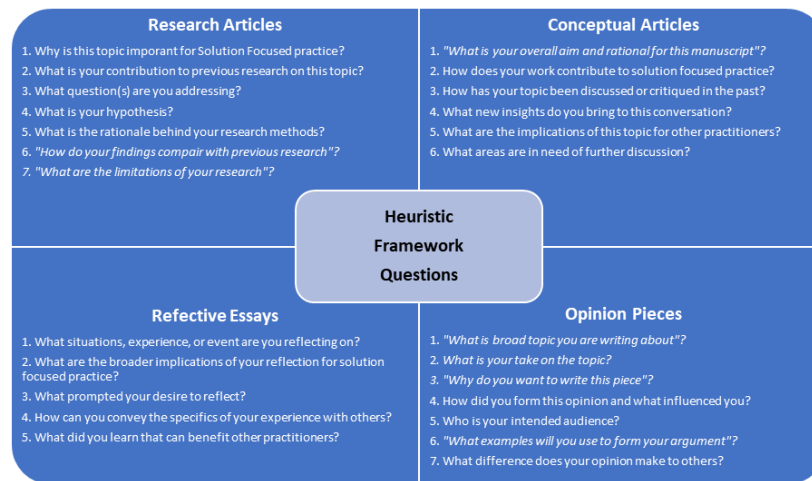 Research Articles
1. Why is this topic imporant for Solution Focused practice?
2. What is your contribution to previous research on this topic?
3. What question(s) are you addressing?
4. What is your hypothesis?
5. What is the rationale behind your research methods?
6. "How do your findings compair with previous research"?
7. "What are the limitations of your research"?
Conceptual Articles
1. "What is your overall aim and rational for this manuscript"?
2. How does your work contribute to solution focused practice?
3. How has your topic been discussed or critiqued in the past?
4. What new insights do you bring to this conversation?
5. What are the implications of this topic for other practitioners?
6. What areas are in need of further discussion?
Heuristic
Framework
Questions
Refective Essays
1. What situations, experience, or event are you reflecting on?
2. What are the broader implications of your reflection for solution
focused practice?
3. What prompted your desire to reflect?
4. How can you convey the specifics of your experience with others?
5. What did you learn that can benefit other practitioners?
Opinion Pieces
1. "What is broad topic you are writing about"?
2. What is your take on the topic?
3. "Why do you want to write this piece"?
4. How did you form this opinion and what influenced you?
5. Who is your intended audience?
6. "What examples will you use to form your argument"?
7. What difference does your opinion make to others?